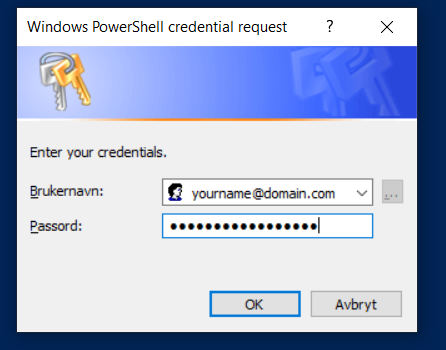 Windows PowerShell credential request
Enter your credentials.
Brukernavn:
yourname@domain.com
...
Passord:
•••••••••••••••••
OK
Avbryt